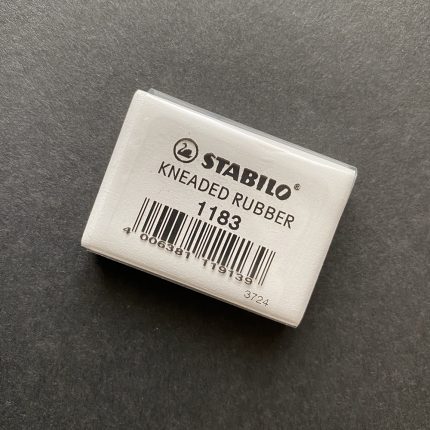 STABILO®
KNEADED RUBBER
1183
4 006381 119139
3724